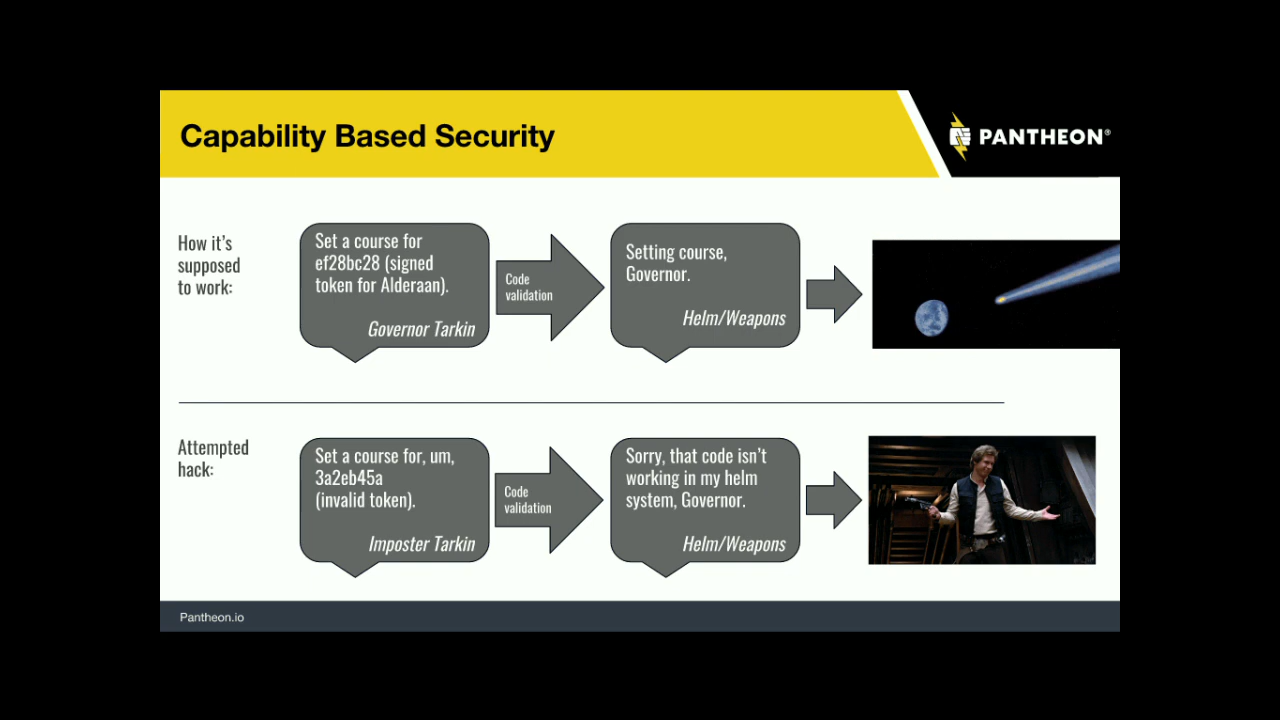 Capability Based Security
PANTHEON®
How it's
supposed
to work:
Set a course for
ef28bc28 (signed
token for Alderaan).
Governor Tarkin
Code
validation
Setting course,
Governor.
Helm/Weapons
Attempted
hack:
Set a course for, um,
3a2eb45a
(invalid token).
Imposter Tarkin
Code
validation
Sorry, that code isn't
working in my helm
system, Governor.
Helm/Weapons
Pantheon.io